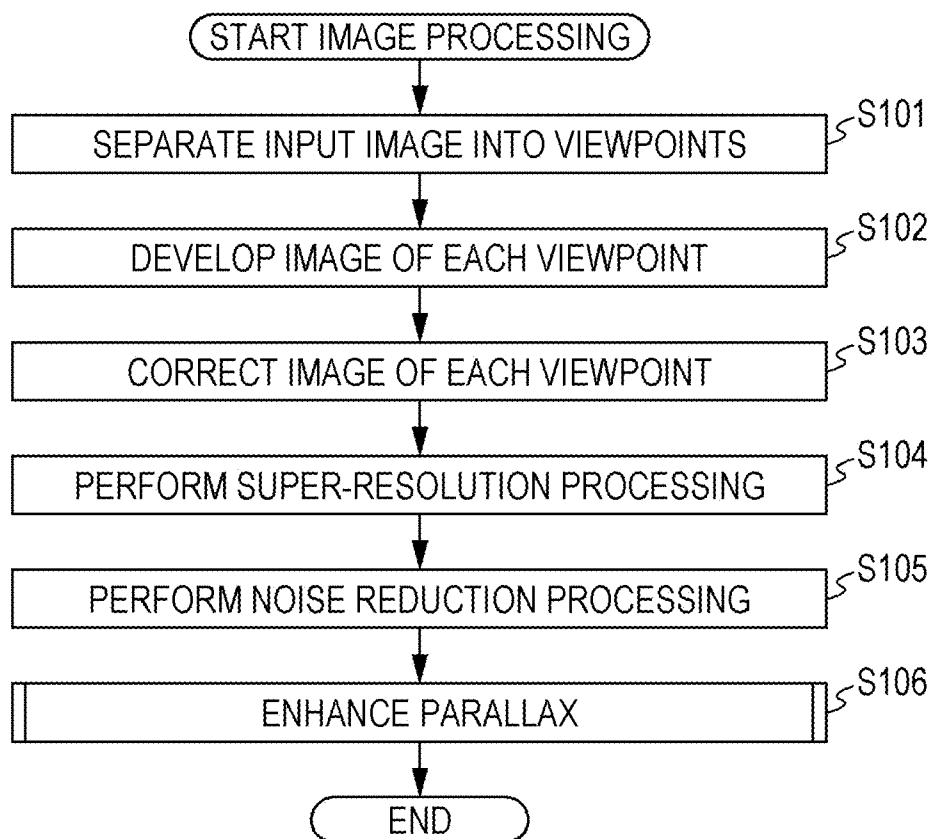 START IMAGE PROCESSING
S101
SEPARATE INPUT IMAGE INTO VIEWPOINTS
S102
DEVELOP IMAGE OF EACH VIEWPOINT
S103
CORRECT IMAGE OF EACH VIEWPOINT
S104
PERFORM SUPER-RESOLUTION PROCESSING
S105
PERFORM NOISE REDUCTION PROCESSING
S106
ENHANCE PARALLAX
END